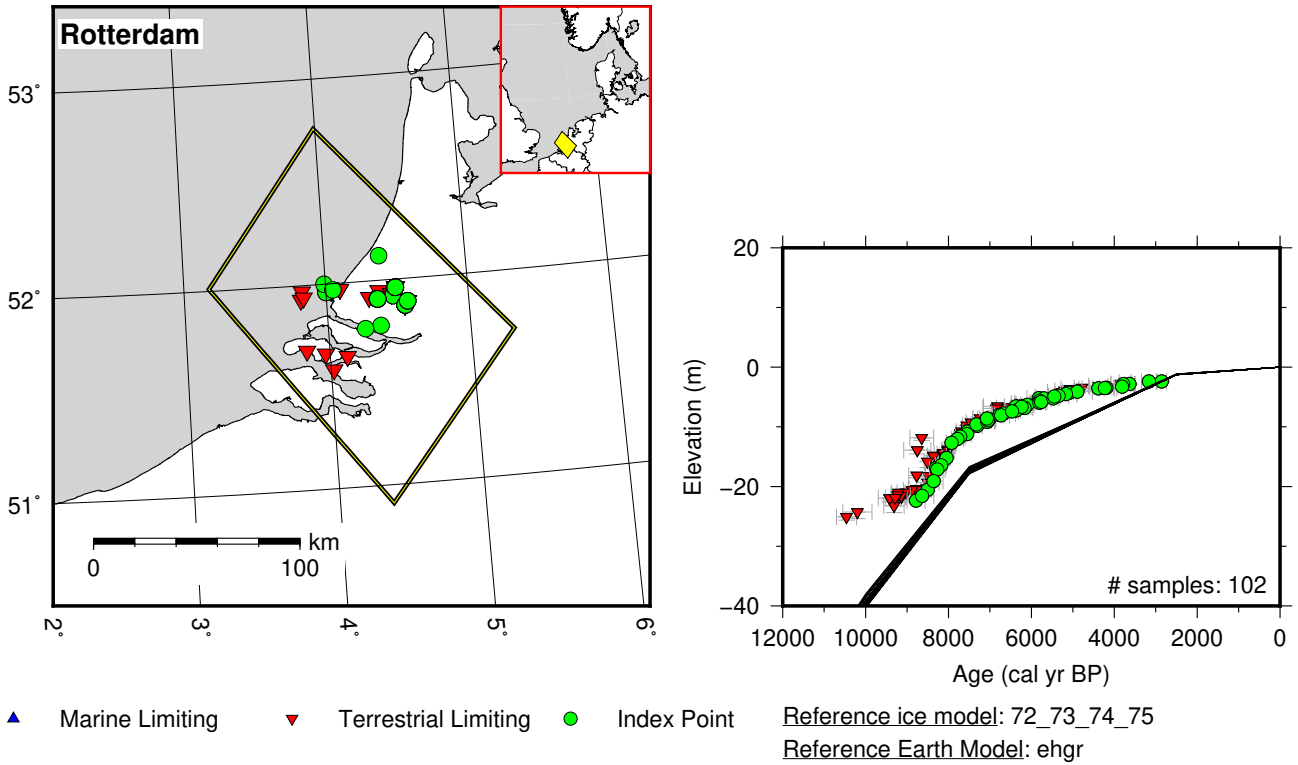 Rotterdam
53°
52°
51°
2°
3°
4°
5°
6°
km
0
100
20
0
−20
−40
Elevation (m)
# samples: 102
12000
10000
8000
6000
4000
2000
0
Age (cal yr BP)
Marine Limiting
Terrestrial Limiting
Index Point
Reference ice model: 72_73_74_75
Reference Earth Model: ehgr